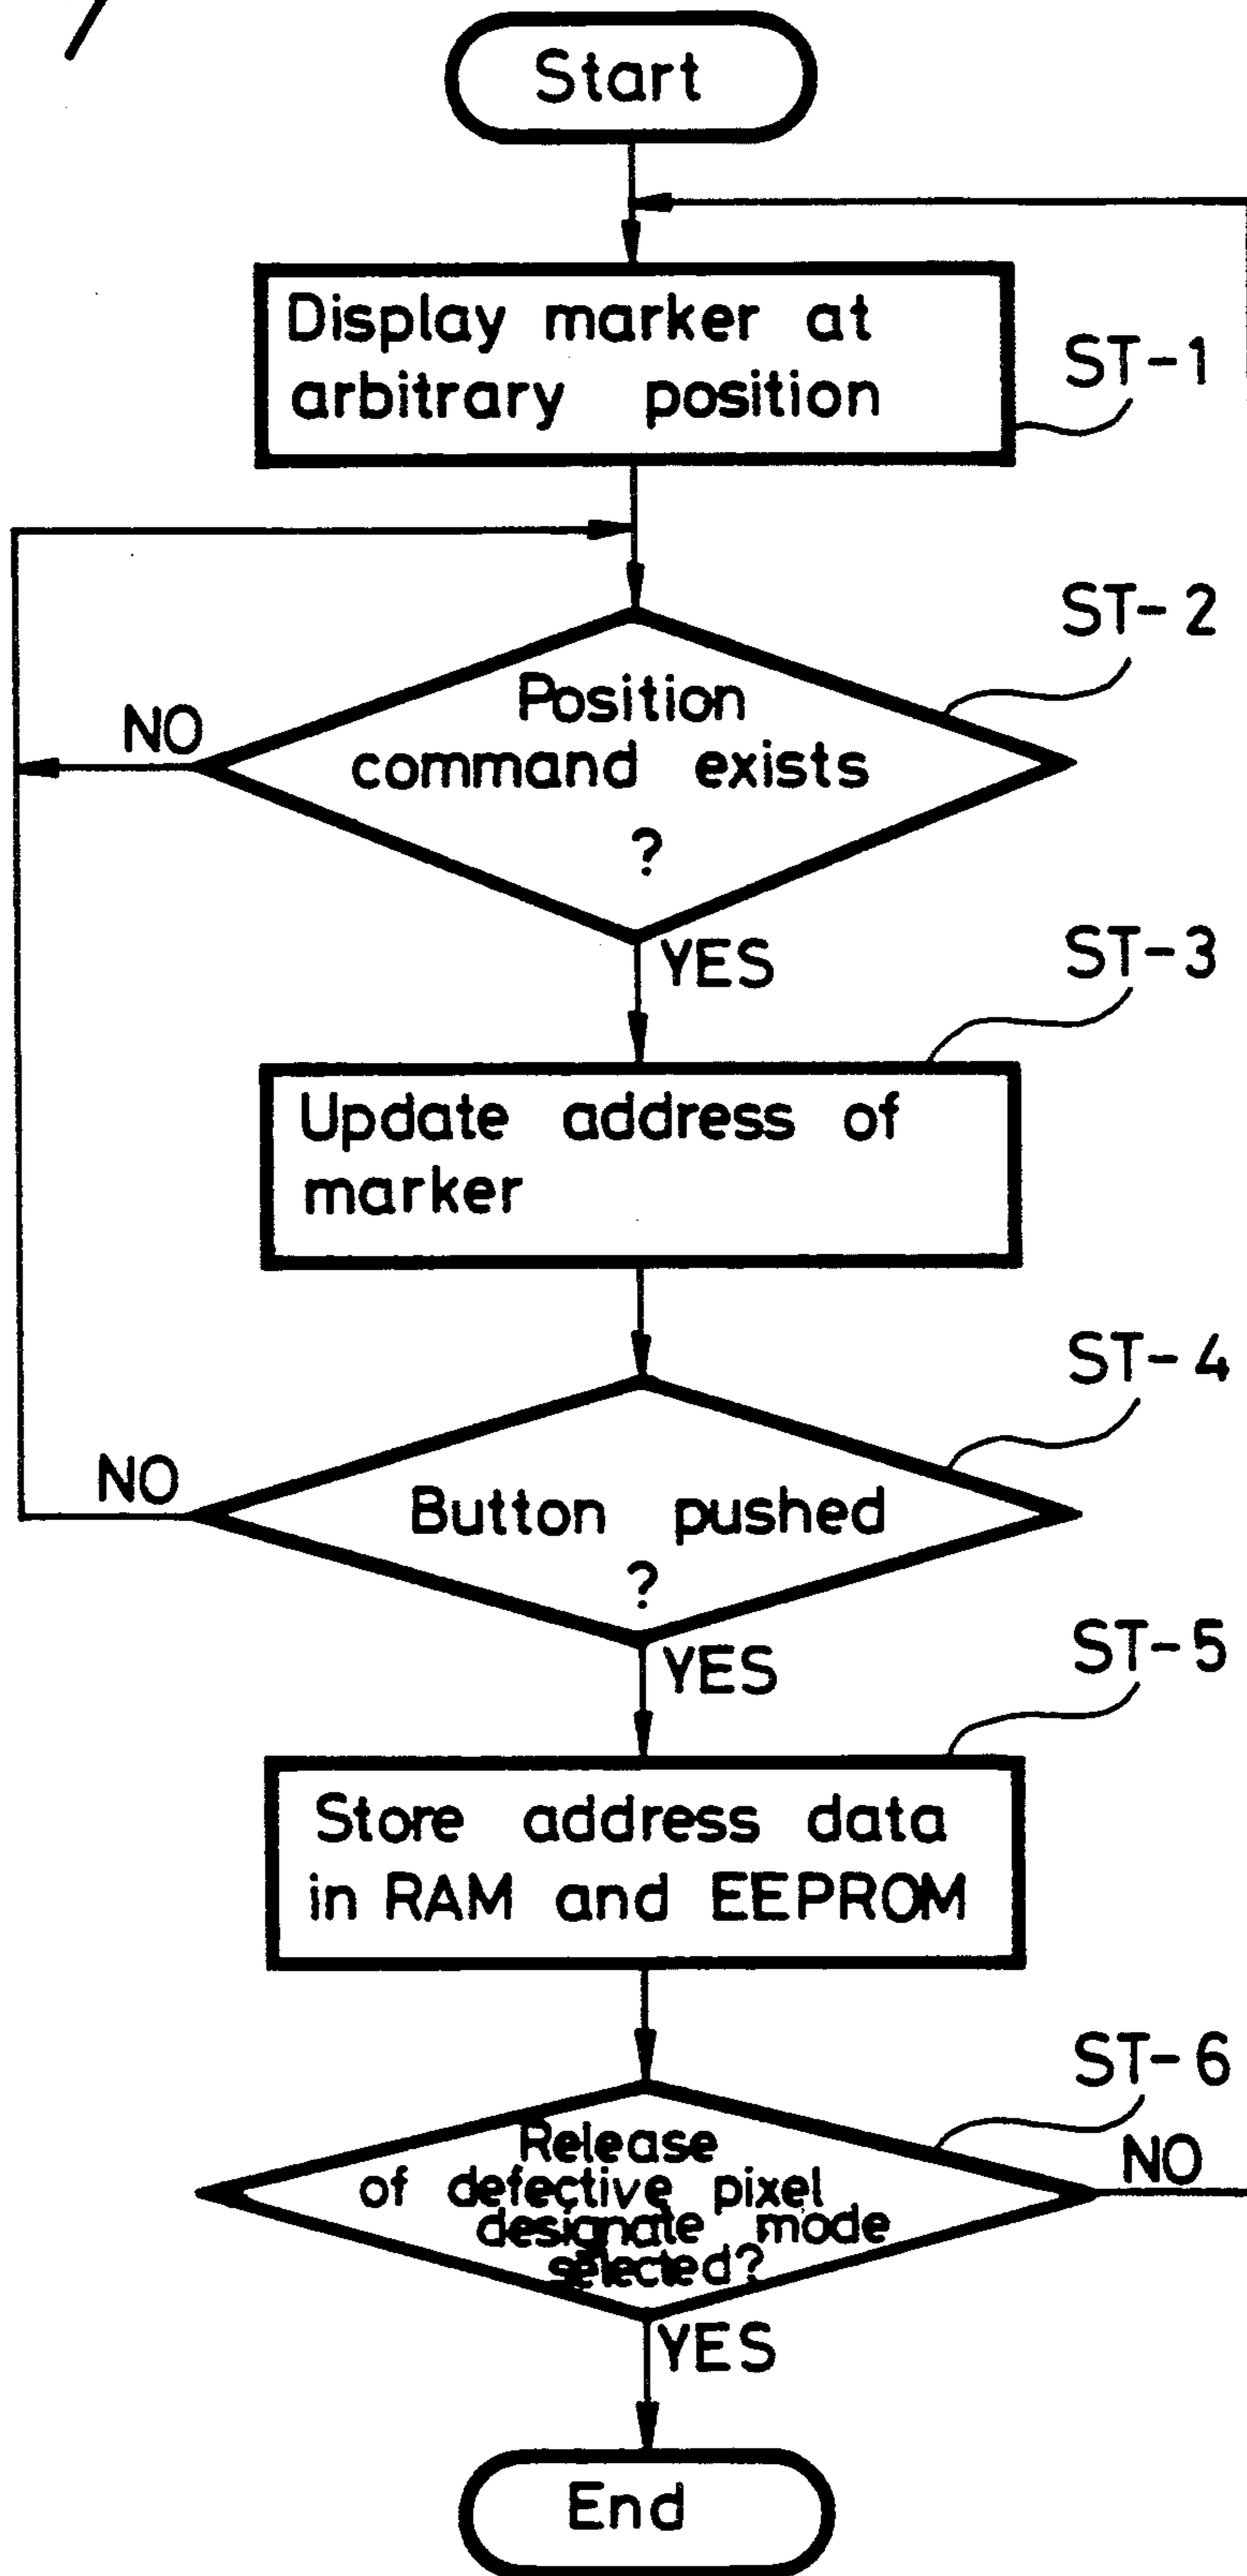 Start
Display marker at
arbitrary position
ST-1
ST-2
Position
command exists
?
NO
YES
ST-3
Update address of
marker
ST-4
Button pushed
?
NO
YES
ST-5
Store address data
in RAM and EEPROM
ST-6
Release
of defective pixel
designate mode
selected?
NO
YES
End